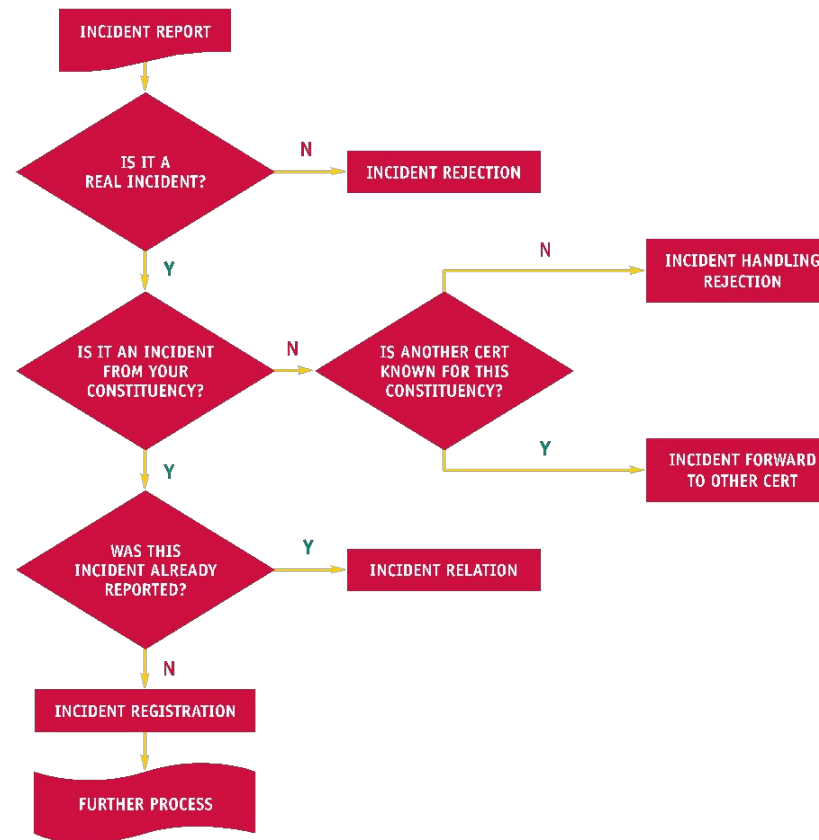 INCIDENT REPORT
IS IT A
REAL INCIDENT?
N
INCIDENT REJECTION
Y
IS IT AN INCIDENT
FROM YOUR
CONSTITUENCY?
N
IS ANOTHER CERT
KNOWN FOR THIS
CONSTITUENCY?
N
INCIDENT HANDLING
REJECTION
Y
INCIDENT FORWARD
TO OTHER CERT
Y
WAS THIS
INCIDENT ALREADY
REPORTED?
Y
INCIDENT RELATION
N
INCIDENT REGISTRATION
FURTHER PROCESS